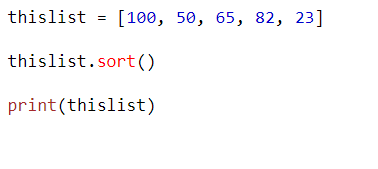 thislist = [100, 50, 65, 82, 23]
thislist.sort()
print(thislist)